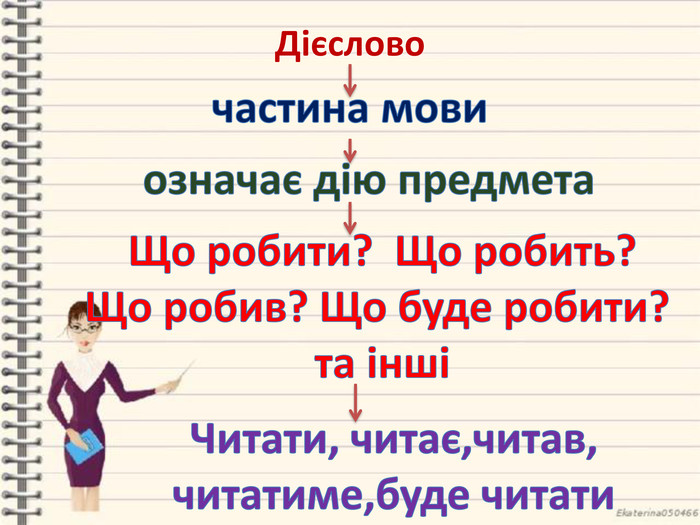 Дієслово
частина мови
означає дію предмета
Що робити? Що робить?
Що робив? Що буде робити?
та інші
Читати, читає,читав,
читатиме,буде читати
Ekaterina050466